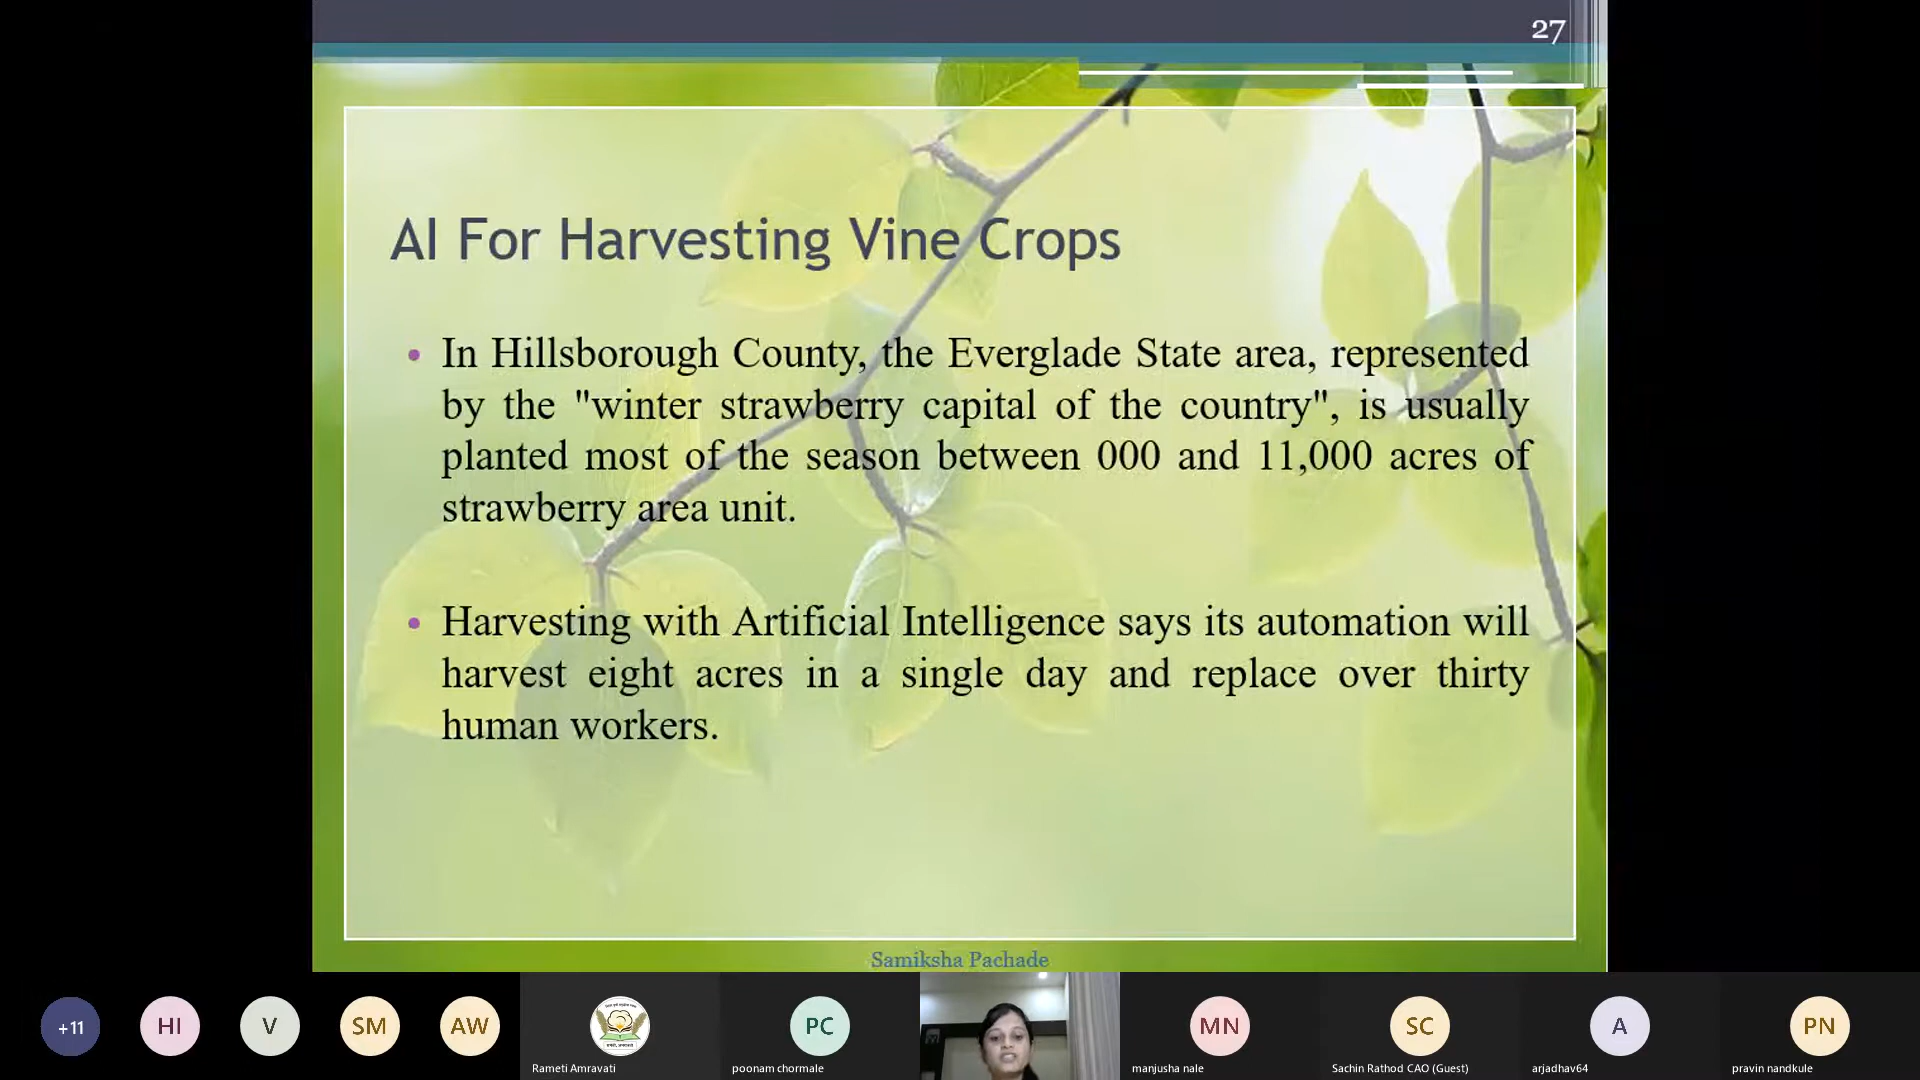 27
AI For Harvesting Vine Crops
• In Hillsborough County, the Everglade State area, represented
by the "winter strawberry capital of the country", is usually
planted most of the season between 000 and 11,000 acres of
strawberry area unit.
• Harvesting with Artificial Intelligence says its automation will
harvest eight acres in a single day and replace over thirty
human workers.
Samiksha Pachade
+11
HI
V
SM
AW
PC
MN
SC
A
PN
Rameti Amravati
poonam chormale
manjusha nale
Sachin Rathod CAO (Guest)
arjadhav64
pravin nandkule